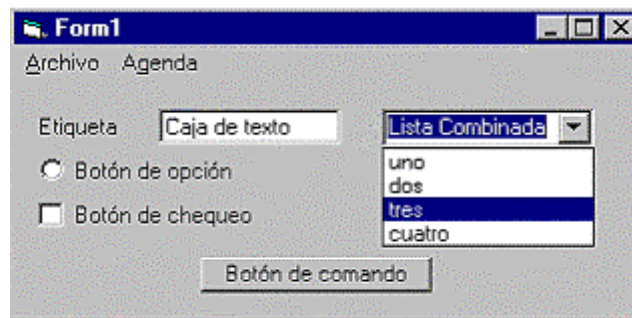 Form1
Archivo Agenda
Etiqueta Caja de texto Lista Combinada
Botón de opción
Botón de chequeo
uno
dos
tres
cuatro
Botón de comando